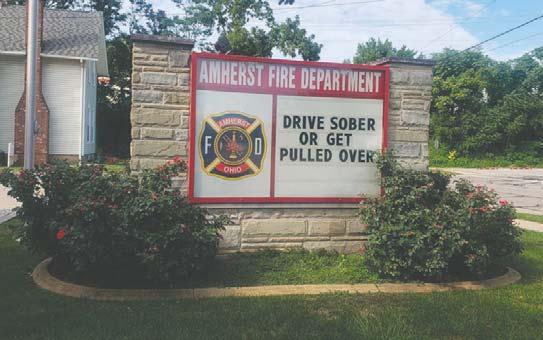 AMHERST FIRE DEPARTMENT
AMHERST
F D
OHIO
DRIVE SOBER
OR GET
PULLED OVER